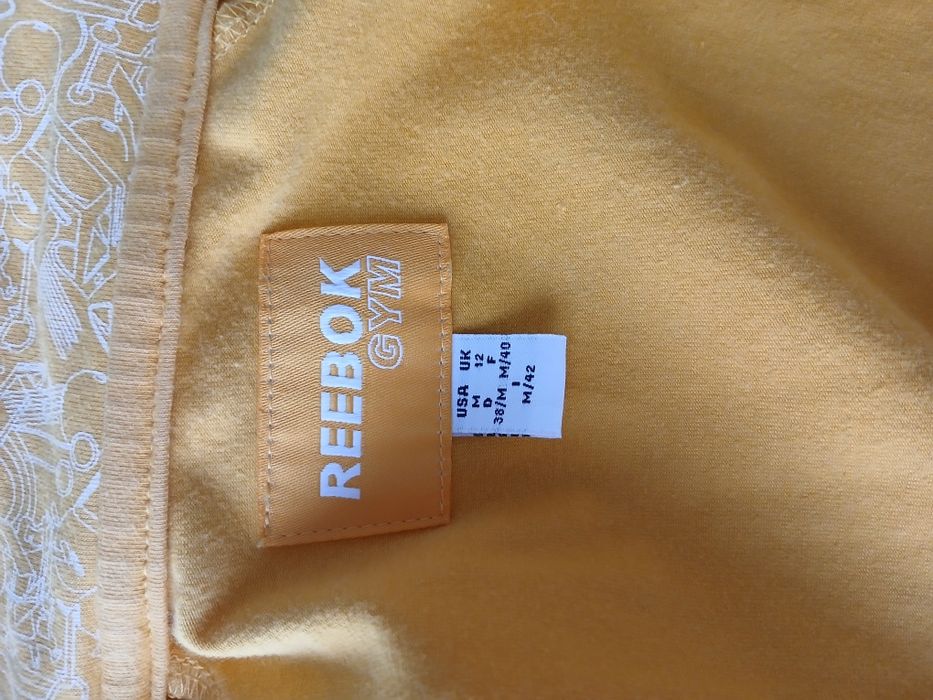 REEBOK
GYM
USA UK
M 12
D F
38/M M/40
I
M/42